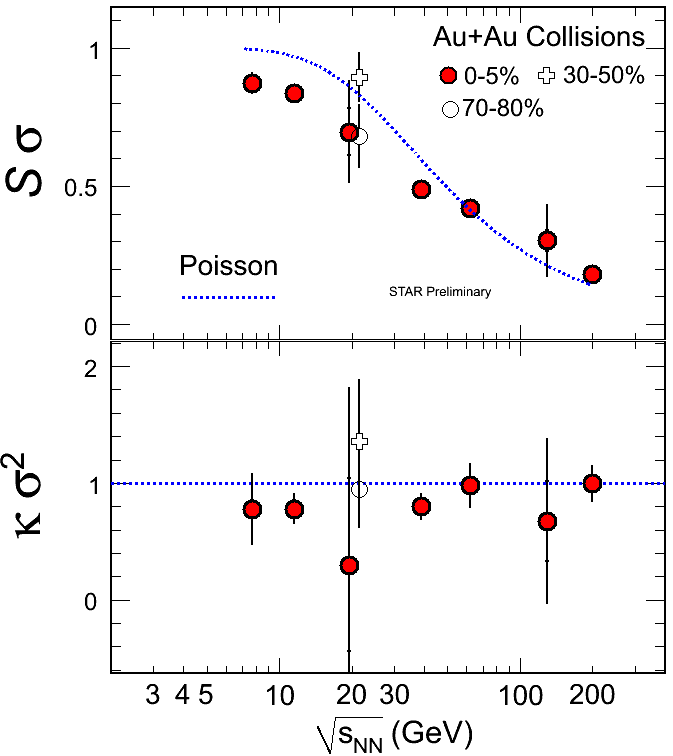 Au+Au Collisions
0-5% 30-50%
70-80%
S σ
1
0.5
0
Poisson
STAR Preliminary
κ σ²
2
1
0
3 4 5 10 20 30 100 200
√sNN (GeV)